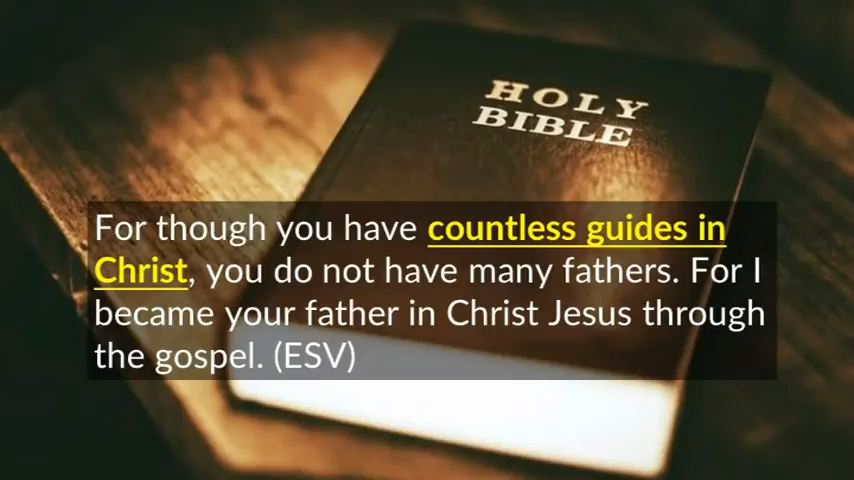 HOLY
BIBLE
For though you have countless guides in
Christ, you do not have many fathers. For I
became your father in Christ Jesus through
the gospel. (ESV)